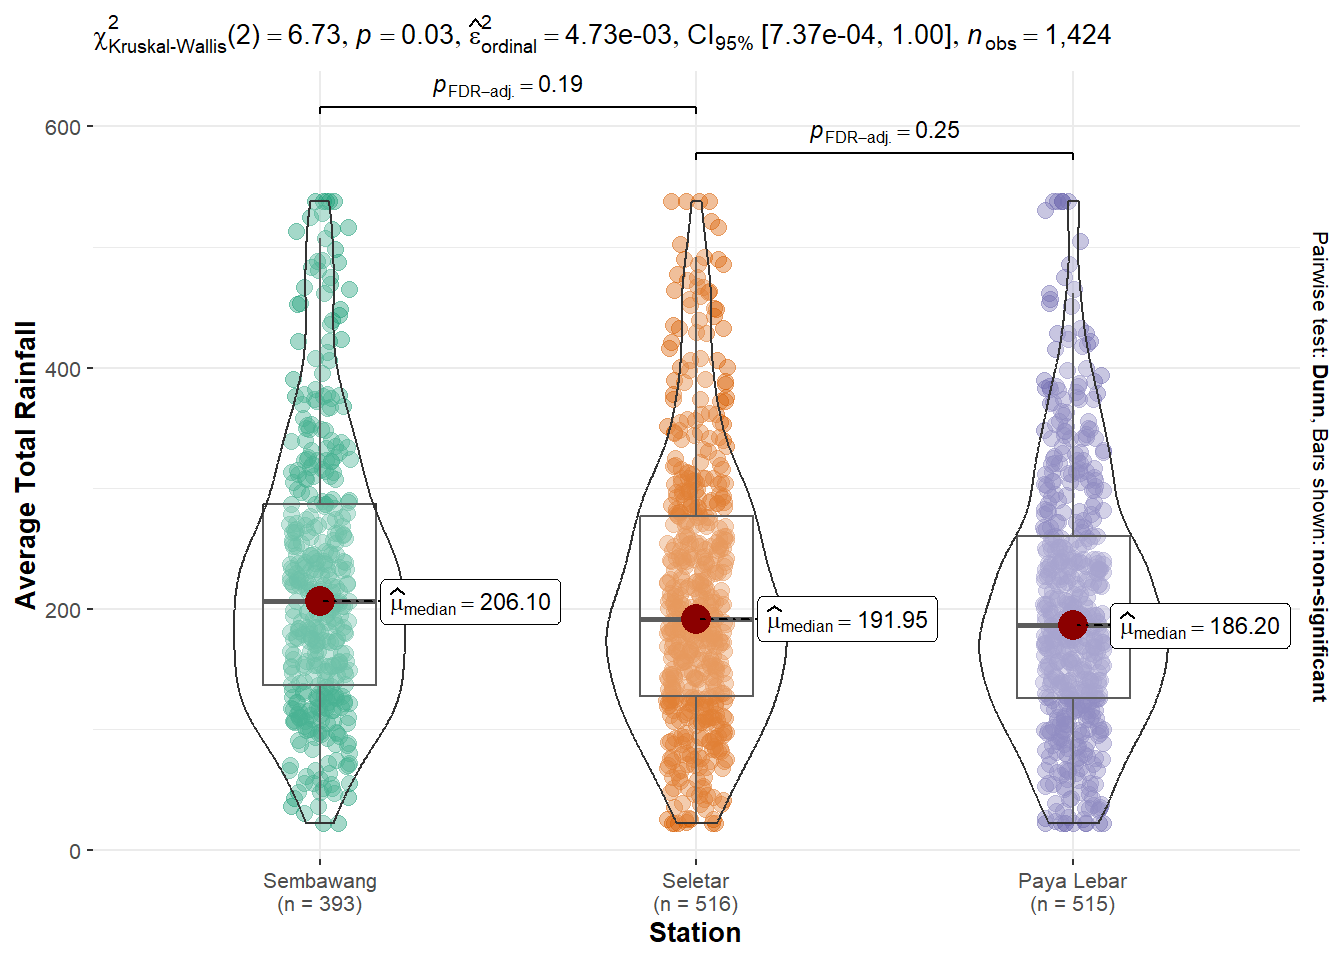 χ²Kruskal-Wallis(2) = 6.73, p = 0.03, ε̂²ordinal = 4.73e-03, CI95% [7.37e-04, 1.00], nobs = 1,424
pFDR–adj. = 0.19
pFDR–adj. = 0.25
600
400
200
0
Average Total Rainfall
μ̂median = 206.10
μ̂median = 191.95
μ̂median = 186.20
Pairwise test: Dunn, Bars shown: non-significant
Sembawang
(n = 393)
Seletar
(n = 516)
Paya Lebar
(n = 515)
Station